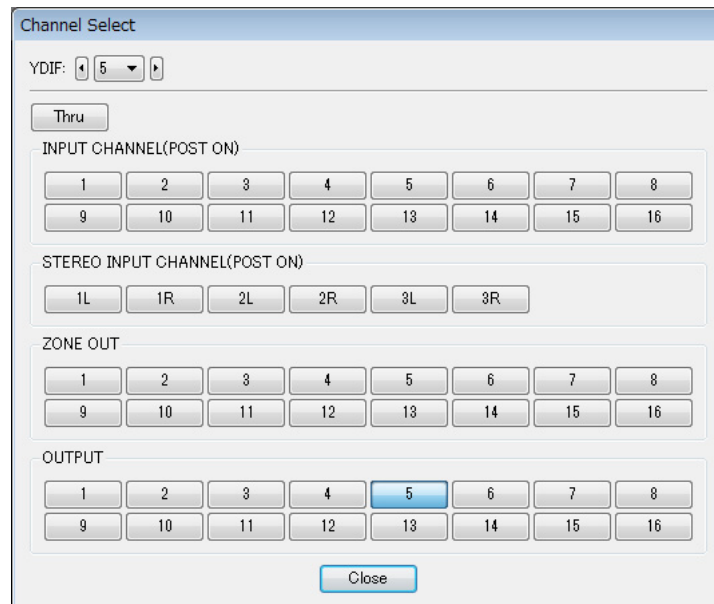 Channel Select
YDIF: 5
Thru
INPUT CHANNEL(POST ON)
1 2 3 4 5 6 7 8
9 10 11 12 13 14 15 16
STEREO INPUT CHANNEL(POST ON)
1L 1R 2L 2R 3L 3R
ZONE OUT
1 2 3 4 5 6 7 8
9 10 11 12 13 14 15 16
OUTPUT
1 2 3 4 5 6 7 8
9 10 11 12 13 14 15 16
Close